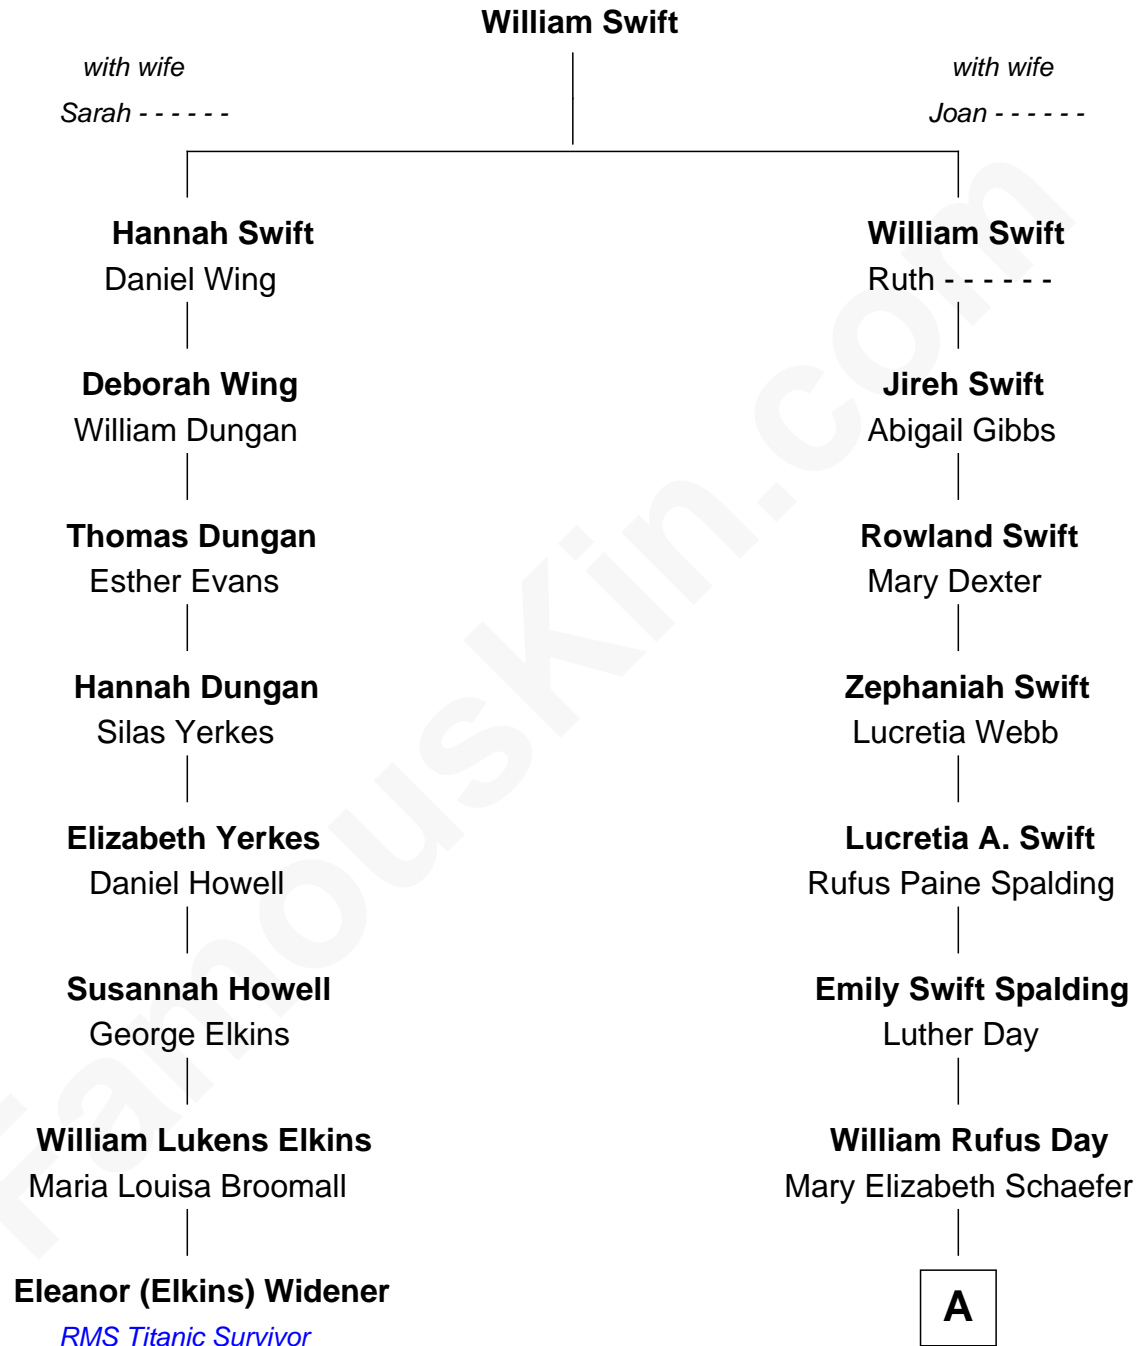 William Swift
with wife
Sarah - - - - - -
with wife
Joan - - - - - -
Hannah Swift
Daniel Wing
William Swift
Ruth - - - - - -
Deborah Wing
William Dungan
Jireh Swift
Abigail Gibbs
Thomas Dungan
Esther Evans
Rowland Swift
Mary Dexter
Hannah Dungan
Silas Yerkes
Zephaniah Swift
Lucretia Webb
Elizabeth Yerkes
Daniel Howell
Lucretia A. Swift
Rufus Paine Spalding
Susannah Howell
George Elkins
Emily Swift Spalding
Luther Day
William Lukens Elkins
Maria Louisa Broomall
William Rufus Day
Mary Elizabeth Schaefer
Eleanor (Elkins) Widener
RMS Titanic Survivor
A
FamousKin.com